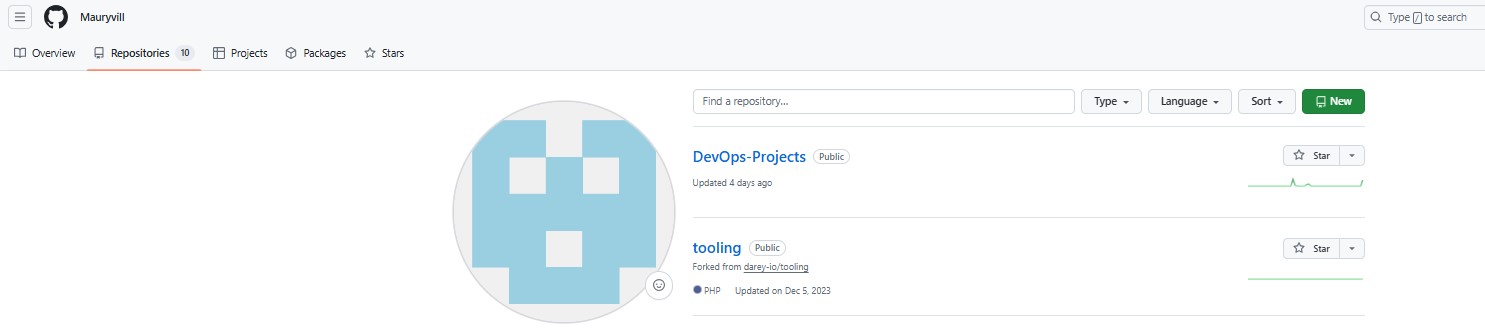 Mauryvill
Type / to search
Overview Repositories 10 Projects Packages Stars
Find a repository... Type Language Sort New
DevOps-Projects Public Star
Updated 4 days ago
tooling Public Star
Forked from darey-io/tooling
PHP Updated on Dec 5, 2023